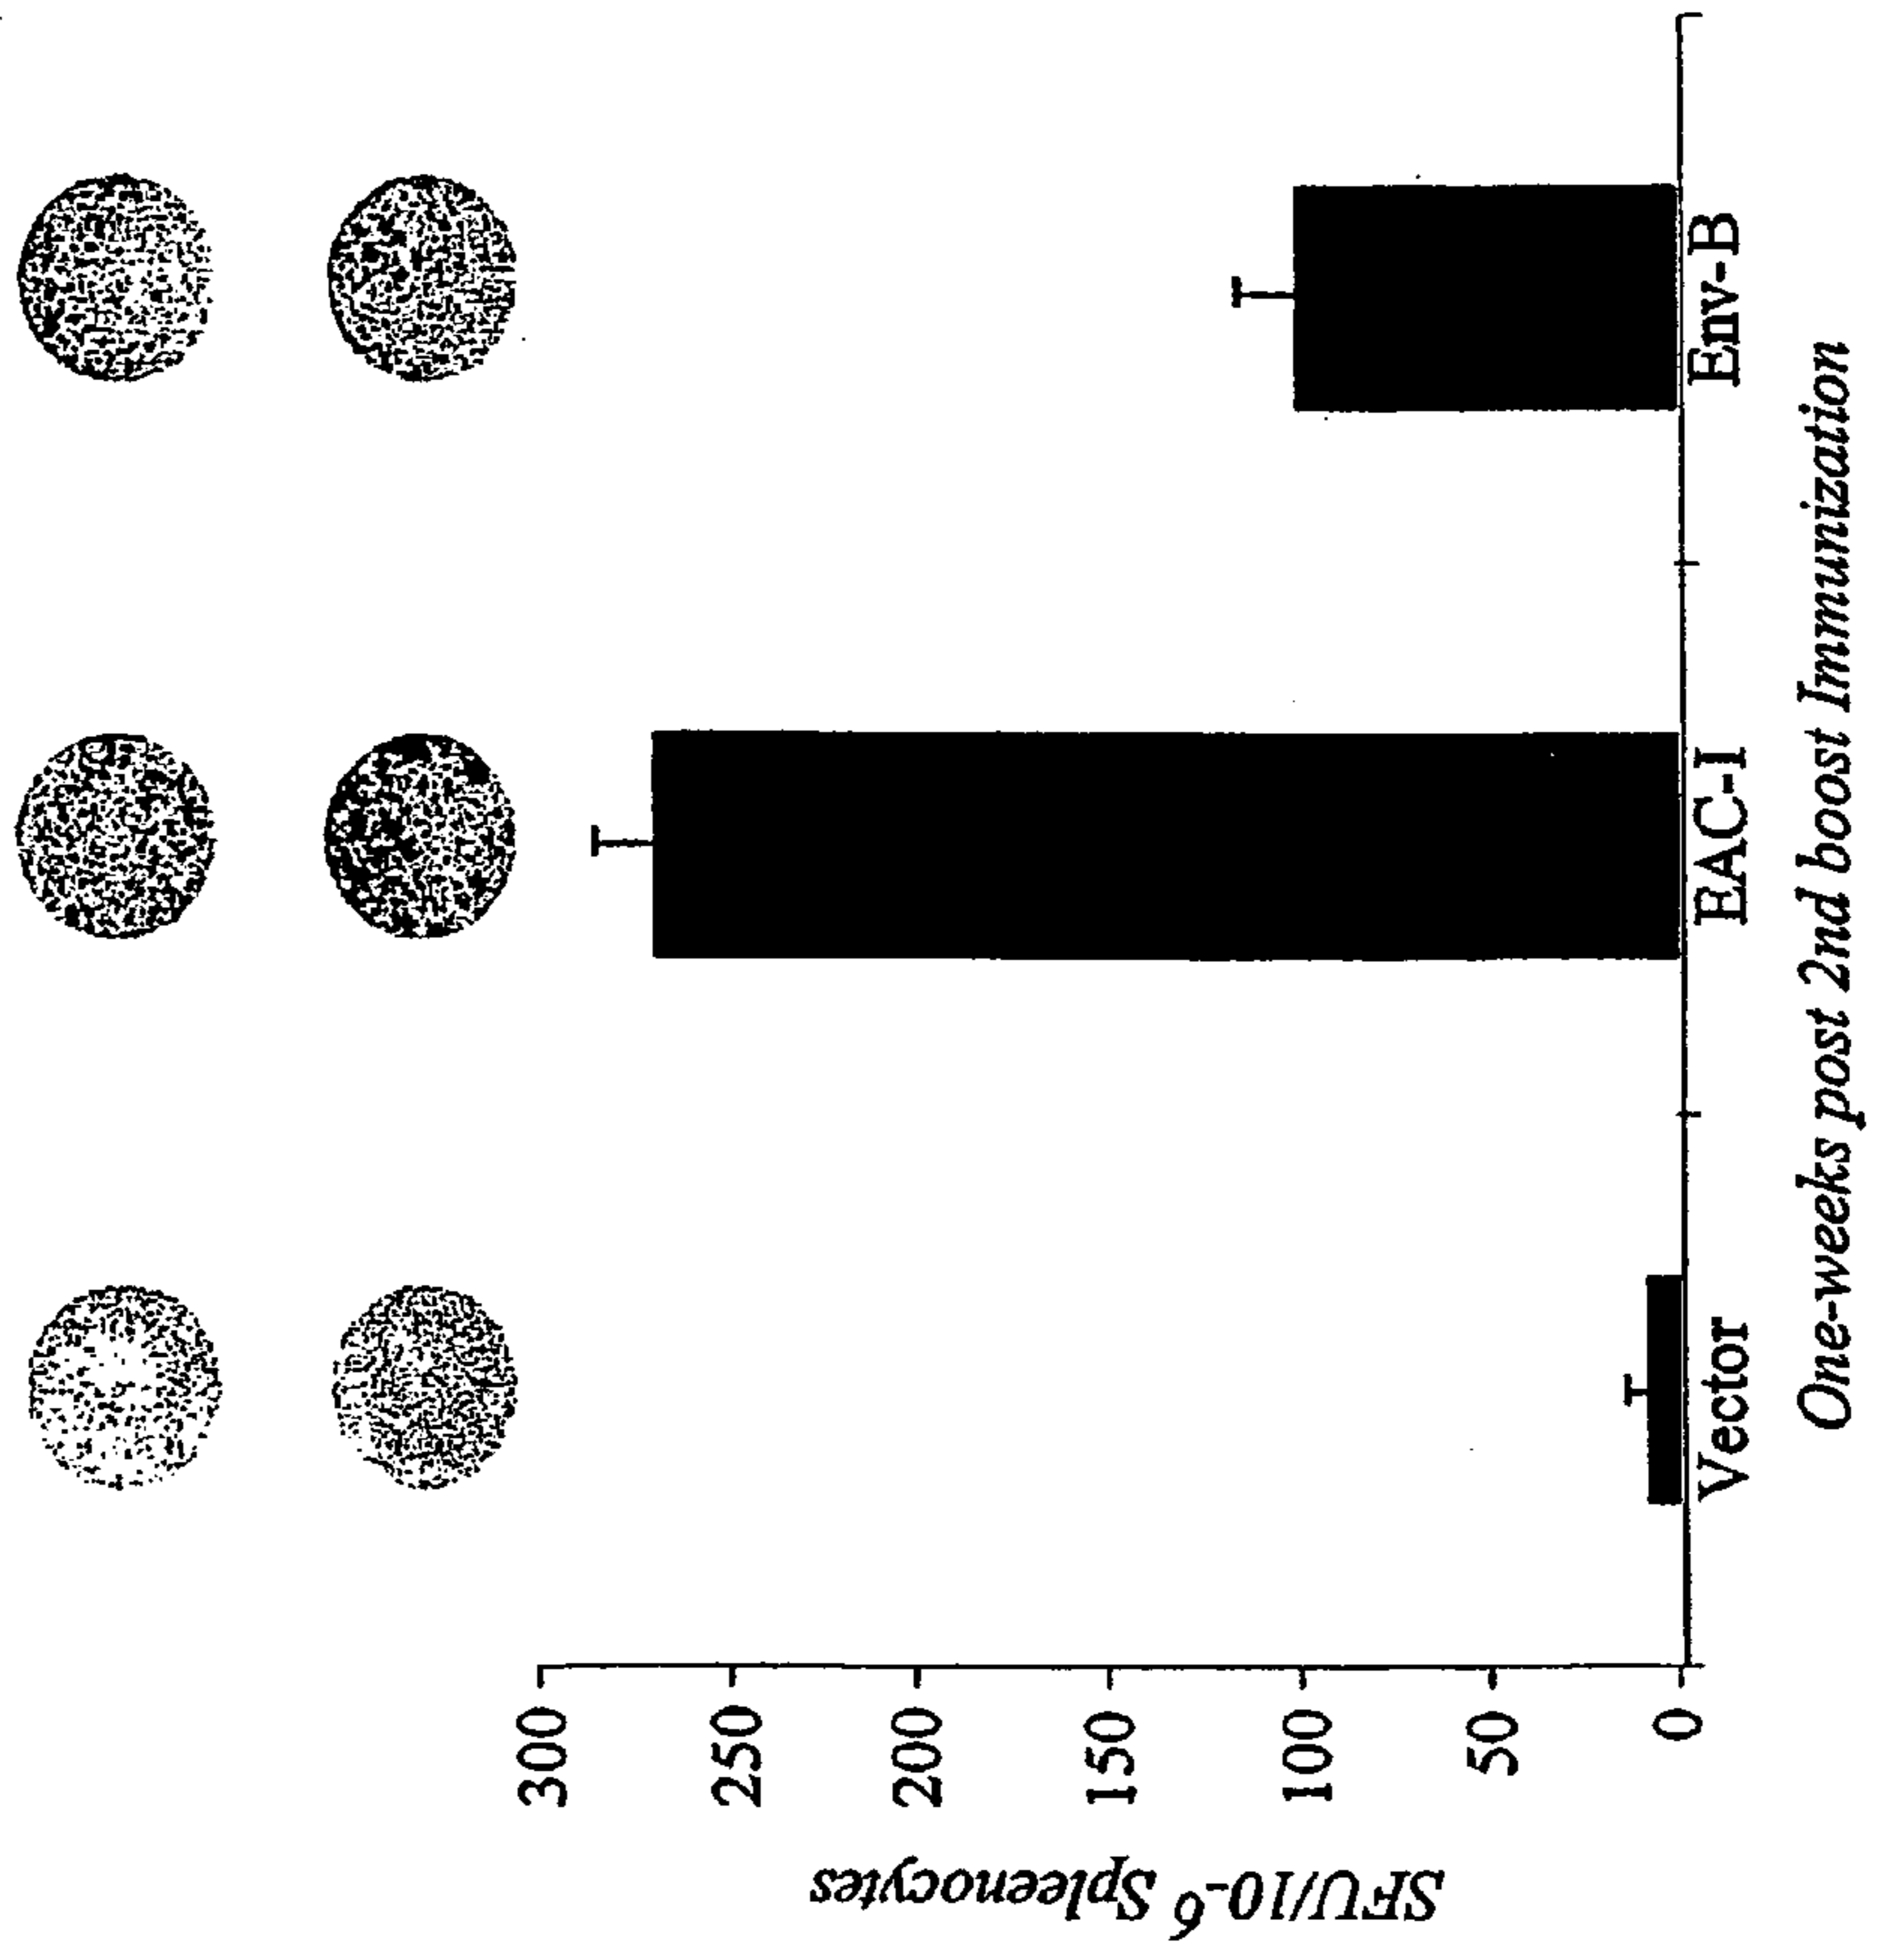 SFU/10-6 Spleenocytes
300
250
200
150
100
50
0
Vector
EAC-I
Env-B
One-weeks post 2nd boost Immunization